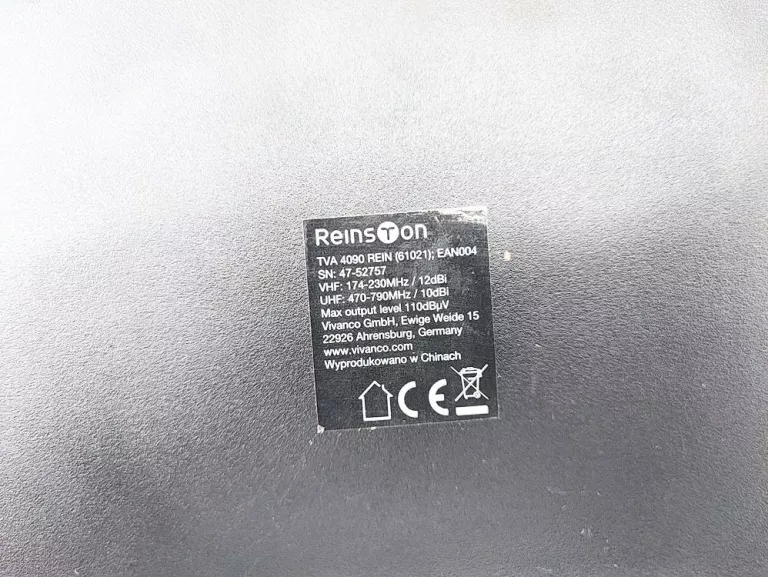 ReinsTon
TVA 4090 REIN (61021); EAN004
SN: 47-52757
VHF: 174-230MHz / 12dBi
UHF: 470-790MHz / 10dBi
Max output level 110dBµV
Vivanco GmbH, Ewige Weide 15
22926 Ahrensburg, Germany
www.vivanco.com
Wyprodukowano w Chinach
CE